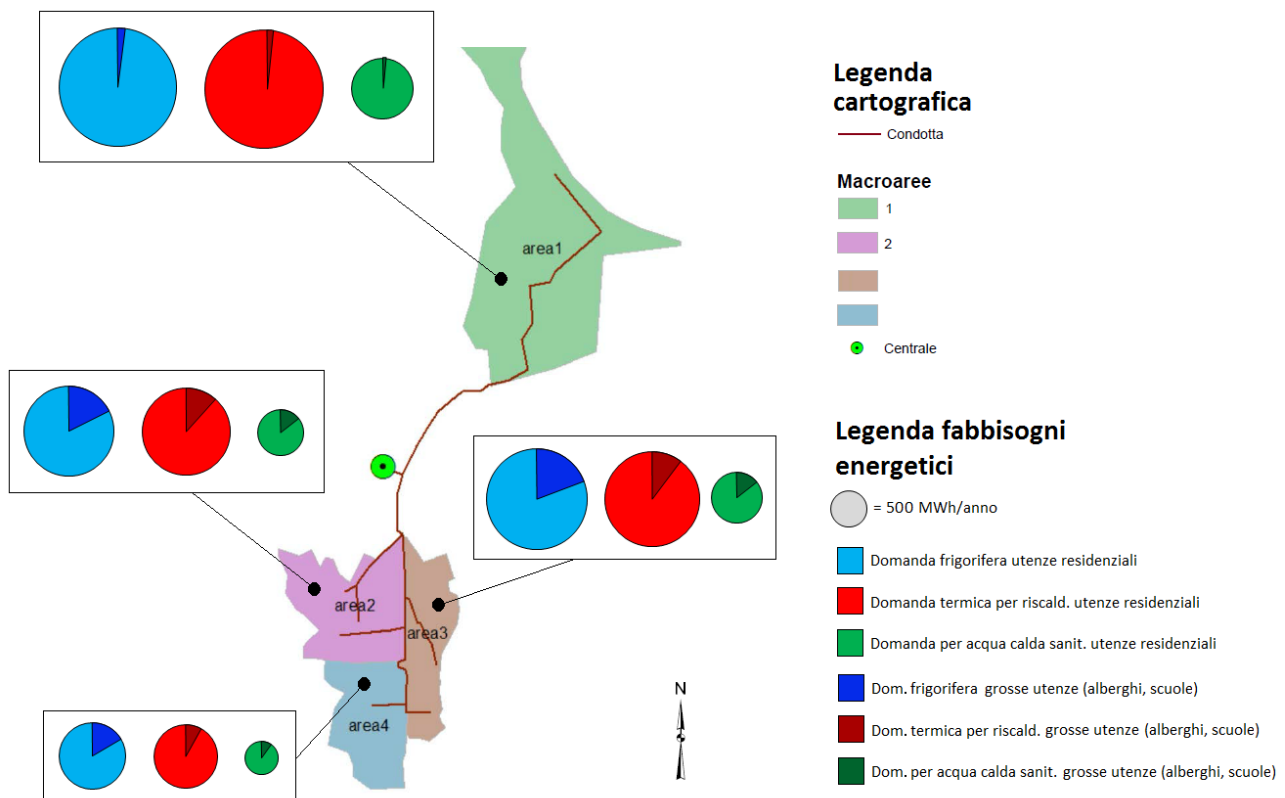 Legenda
cartografica
Condotta
Macroaree
1
2
Centrale
area1
area2
area3
area4
N
Legenda fabbisogni
energetici
= 500 MWh/anno
Domanda frigorifera utenze residenziali
Domanda termica per riscald. utenze residenziali
Domanda per acqua calda sanit. utenze residenziali
Dom. frigorifera grosse utenze (alberghi, scuole)
Dom. termica per riscald. grosse utenze (alberghi, scuole)
Dom. per acqua calda sanit. grosse utenze (alberghi, scuole)